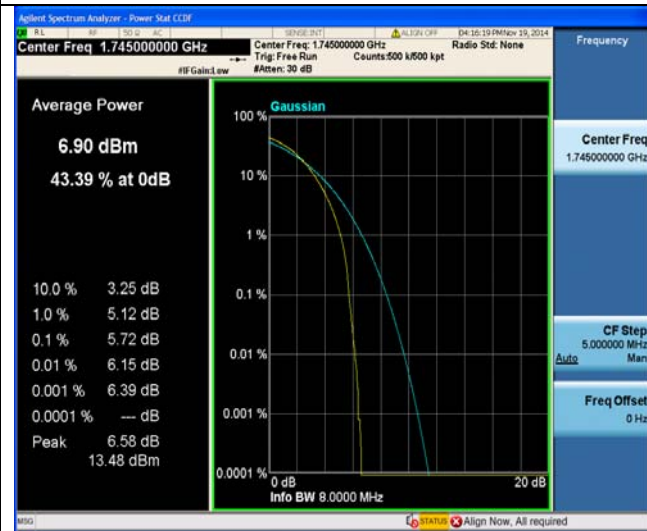 Agilent Spectrum Analyzer - Power Stat CCDF
RL RF 50 Ω AC SENSE:INT ALIGN OFF 04:16:19 PM Nov 19, 2014
Center Freq 1.745000000 GHz
Center Freq: 1.745000000 GHz Radio Std: None
Trig: Free Run Counts:500 k/500 kpt
#IFGain:Low #Atten: 30 dB
Frequency
Average Power
6.90 dBm
43.39 % at 0dB
10.0 % 3.25 dB
1.0 % 5.12 dB
0.1 % 5.72 dB
0.01 % 6.15 dB
0.001 % 6.39 dB
0.0001 % --- dB
Peak 6.58 dB
13.48 dBm
Gaussian
100 %
10 %
1 %
0.1 %
0.01 %
0.001 %
0.0001 %
0 dB 20 dB
Info BW 8.0000 MHz
Center Freq
1.745000000 GHz
CF Step
5.000000 MHz
Auto Man
Freq Offset
0 Hz
MSG STATUS Align Now, All required